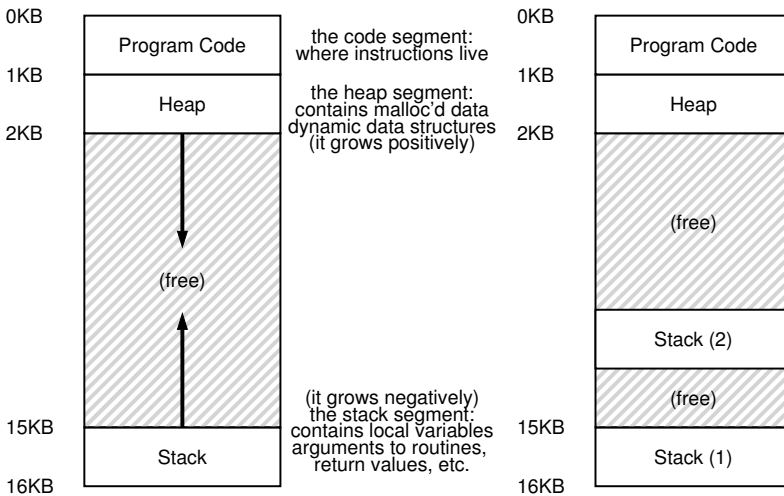 0KB
Program Code
the code segment:
where instructions live
1KB
Heap
the heap segment:
contains malloc'd data
dynamic data structures
(it grows positively)
2KB
(free)
(it grows negatively)
the stack segment:
contains local variables
arguments to routines,
return values, etc.
15KB
Stack
16KB
0KB
Program Code
1KB
Heap
2KB
(free)
Stack (2)
(free)
15KB
Stack (1)
16KB